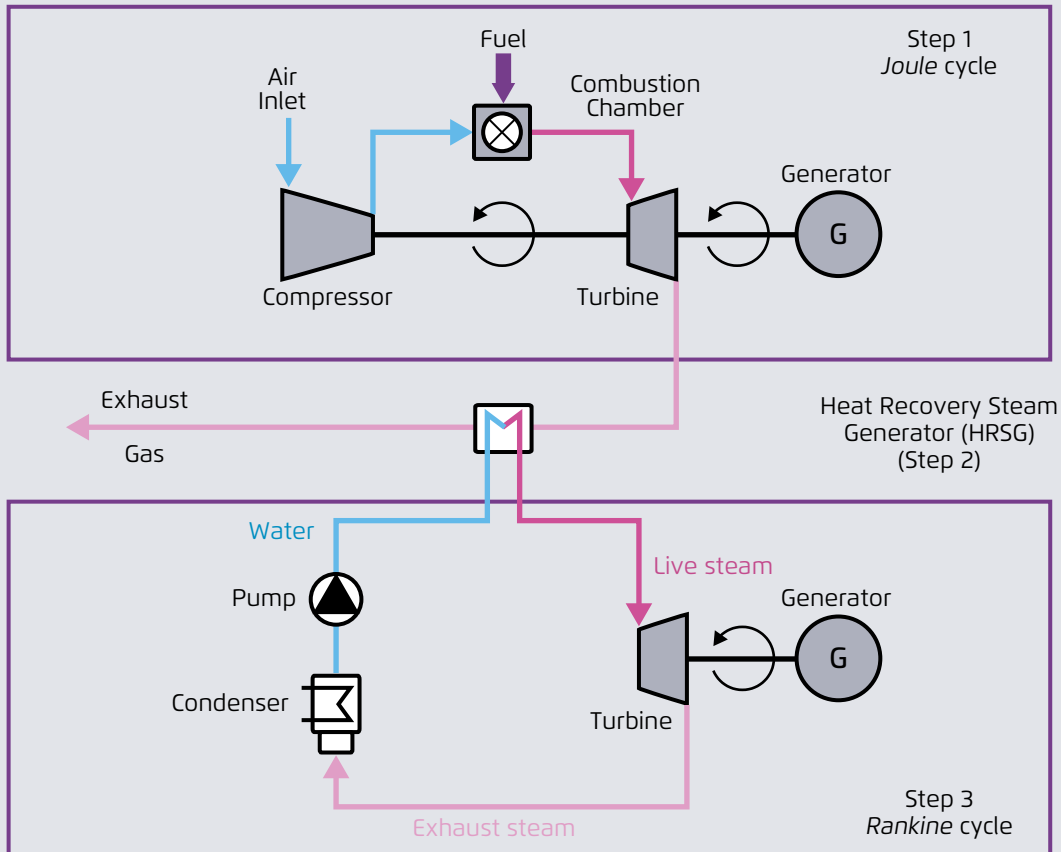 Step 1
Joule cycle
Fuel
Air
Inlet
Combustion
Chamber
Generator
G
Compressor
Turbine
Exhaust
Gas
Heat Recovery Steam
Generator (HRSG)
(Step 2)
Water
Live steam
Pump
Generator
G
Condenser
Turbine
Exhaust steam
Step 3
Rankine cycle